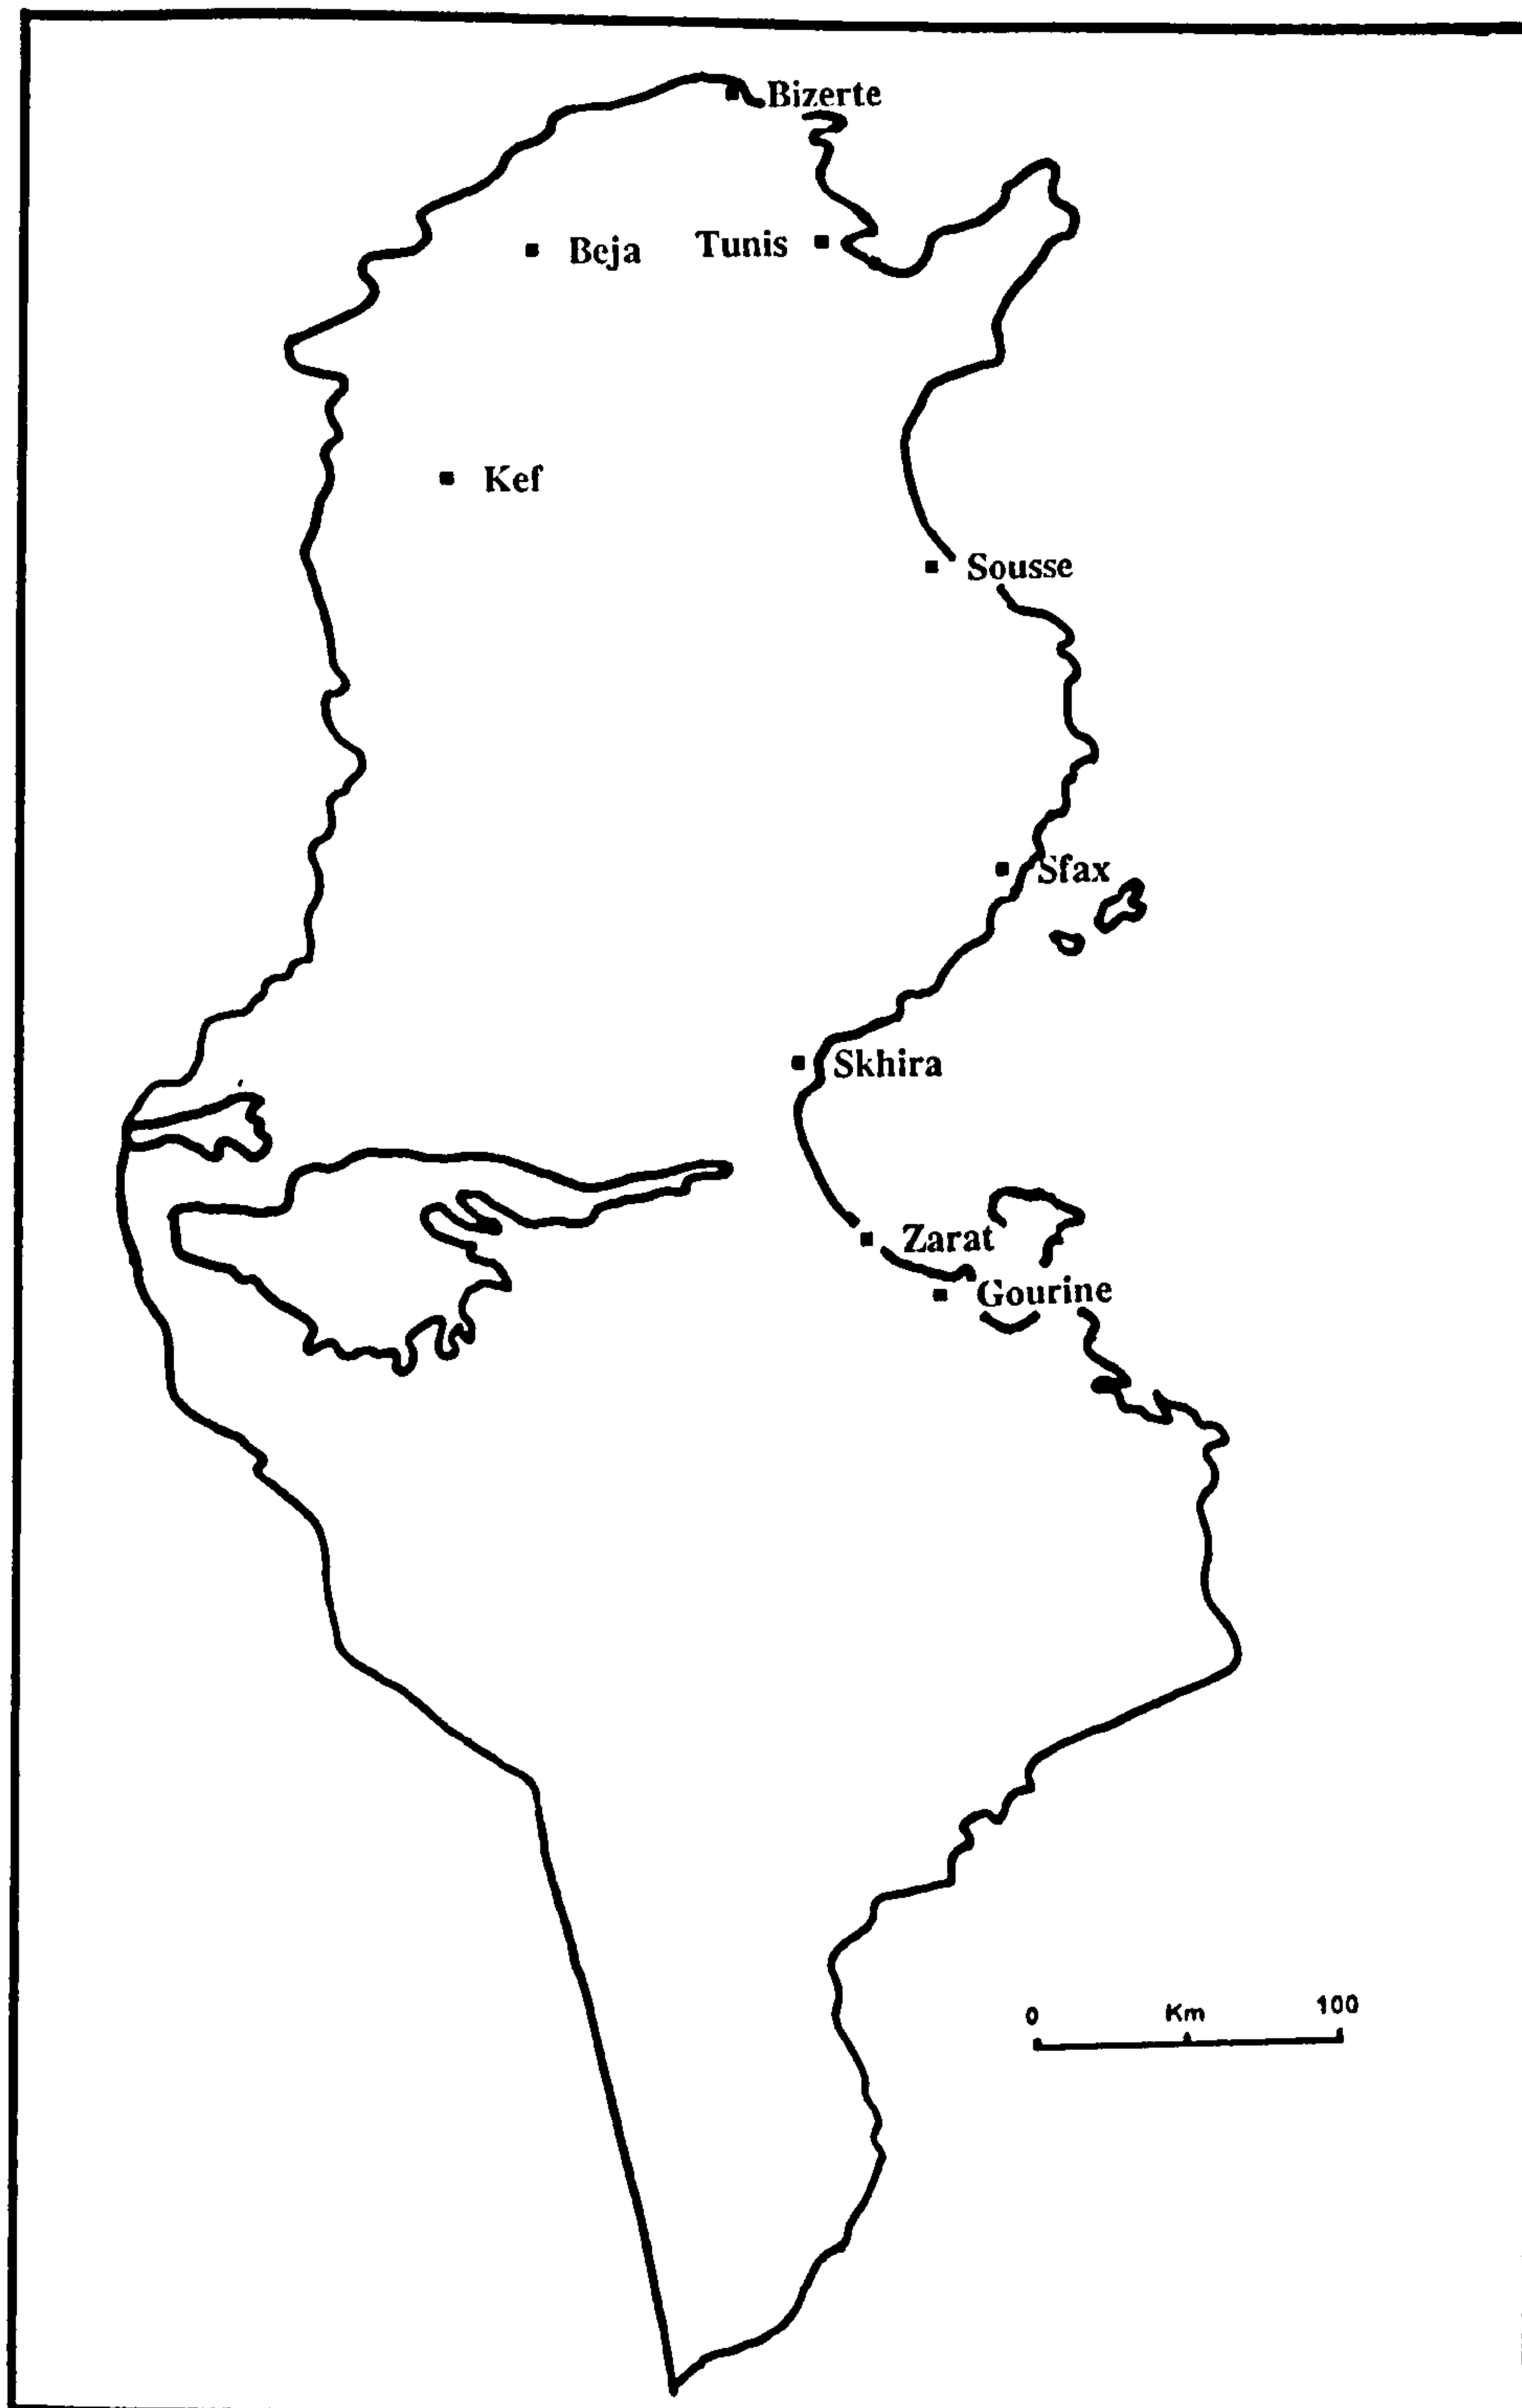 Bizerte
Beja
Tunis
Kef
Sousse
Sfax
Skhira
Zarat
Gourine
0 Km 100